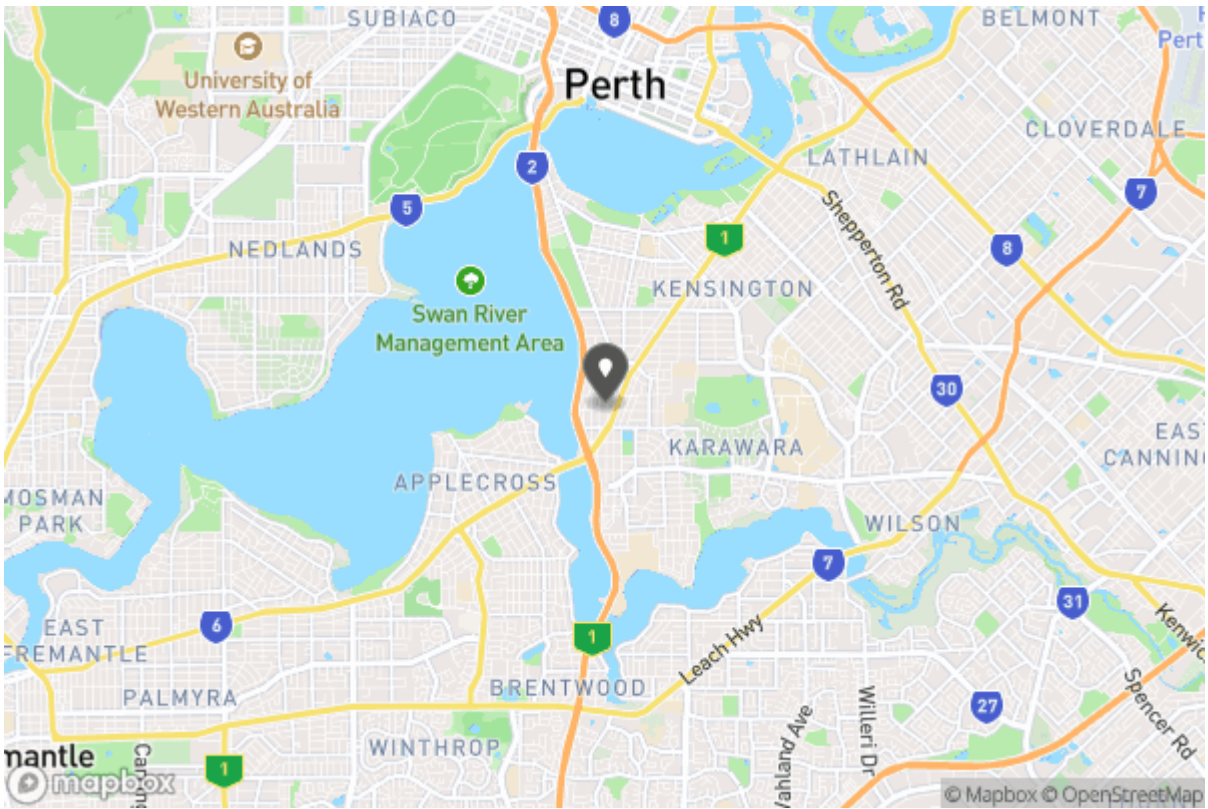 SUBIACO
8
BELMONT
University of
Western Australia
Perth
CLOVERDALE
LATHLAIN
2
7
5
Shepperton Rd
1
8
NEDLANDS
KENSINGTON
Swan River
Management Area
30
KARAWARA
EAST
CANNING
APPLECROSS
MOSMAN
PARK
WILSON
7
31
6
EAST
FREMANTLE
1
Leach Hwy
Kenwic
BRENTWOOD
PALMYRA
Willeri Dr
Spencer Rd
27
WINTHROP
Vahland Ave
mantle
1
mapbox
© Mapbox © OpenStreetMap